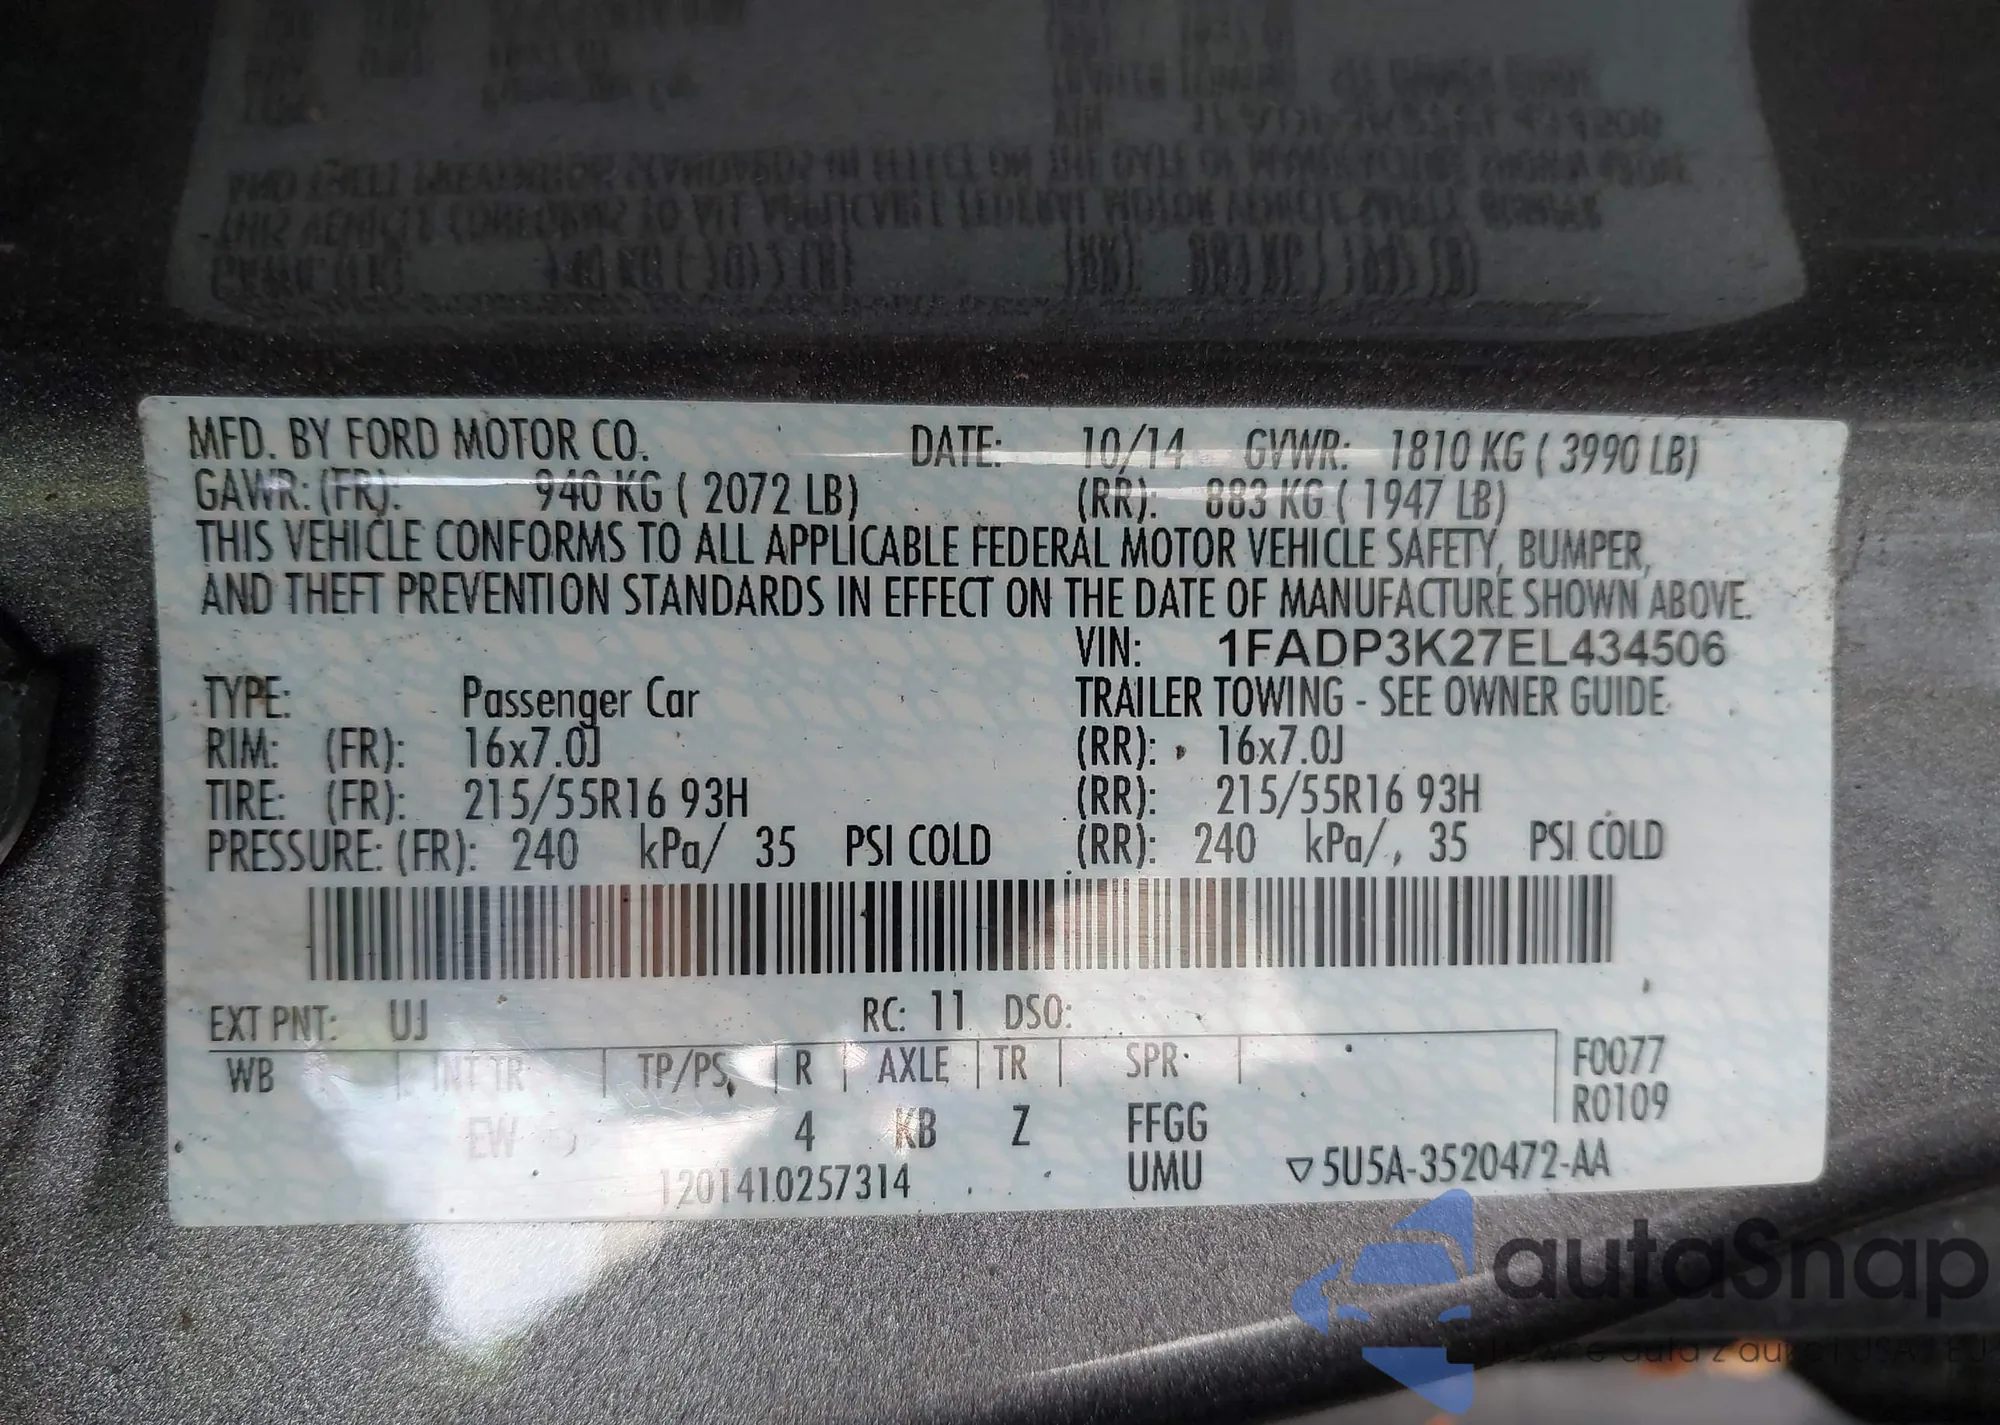 MFD. BY FORD MOTOR CO. DATE: 10/14 GVWR: 1810 KG ( 3990 LB)
GAWR: (FR): 940 KG ( 2072 LB) (RR): 883 KG ( 1947 LB)
THIS VEHICLE CONFORMS TO ALL APPLICABLE FEDERAL MOTOR VEHICLE SAFETY, BUMPER,
AND THEFT PREVENTION STANDARDS IN EFFECT ON THE DATE OF MANUFACTURE SHOWN ABOVE.
VIN: 1FADP3K27EL434506
TYPE: Passenger Car TRAILER TOWING - SEE OWNER GUIDE
RIM: (FR): 16x7.0J (RR): 16x7.0J
TIRE: (FR): 215/55R16 93H (RR): 215/55R16 93H
PRESSURE: (FR): 240 kPa/ 35 PSI COLD (RR): 240 kPa/ 35 PSI COLD
EXT PNT: UJ RC: 11 DSO:
WB INT TR TP/PS R AXLE TR SPR F0077
R0109
EW 4 KB Z FFGG
1201410257314 UMU ▽5U5A-3520472-AA
autaSnap